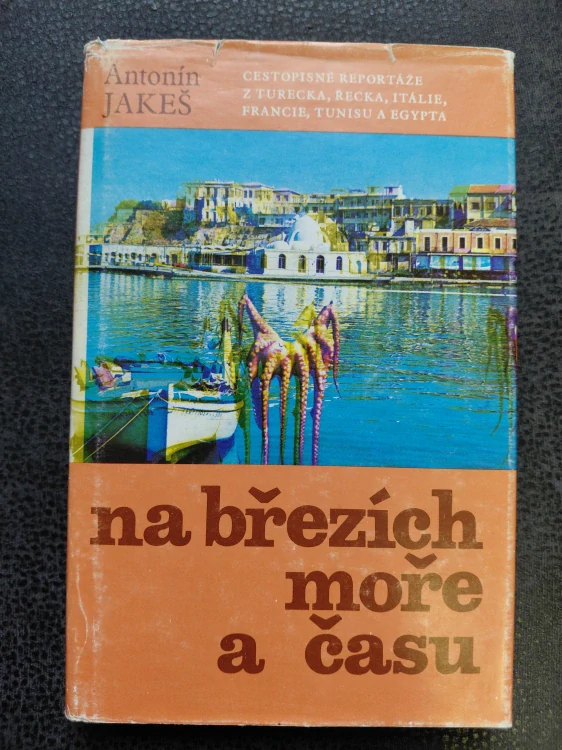 Antonín
JAKEŠ
CESTOPISNÉ REPORTÁŽE
Z TURECKA, ŘECKA, ITÁLIE,
FRANCIE, TUNISU A EGYPTA
na březích
moře
a času